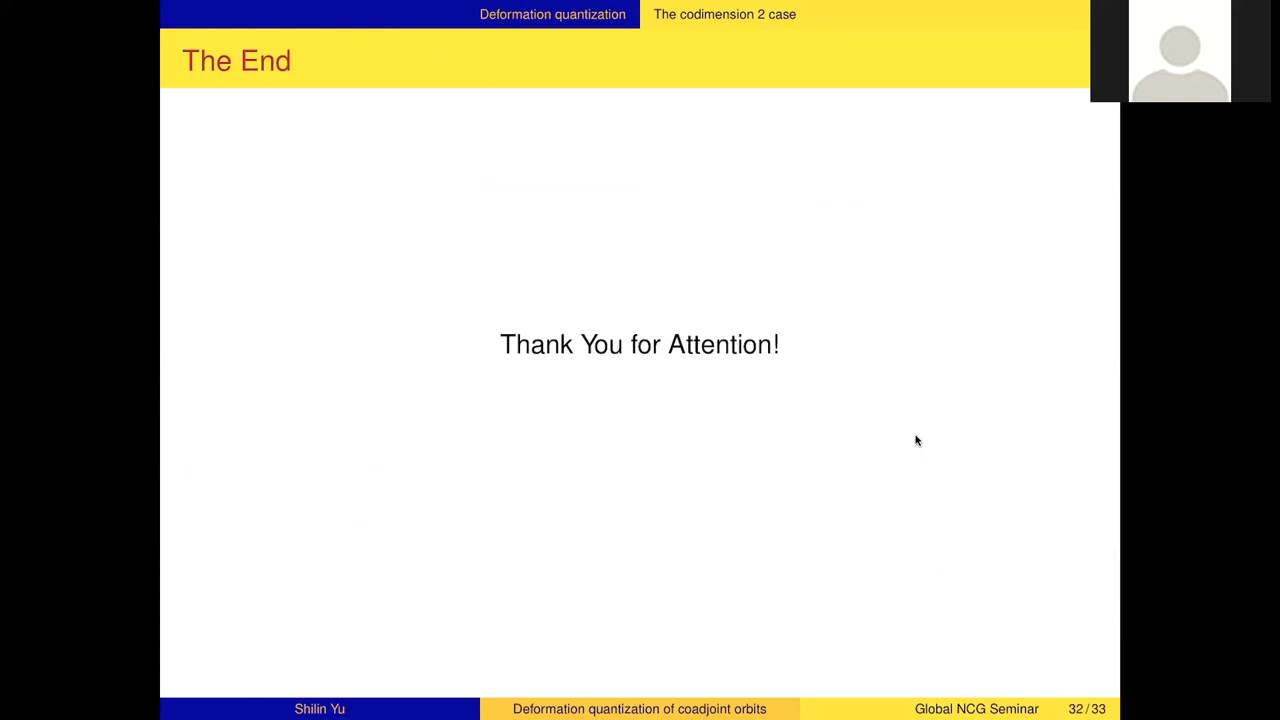 Deformation quantization
The codimension 2 case
The End
Thank You for Attention!
Shilin Yu
Deformation quantization of coadjoint orbits
Global NCG Seminar
32 / 33